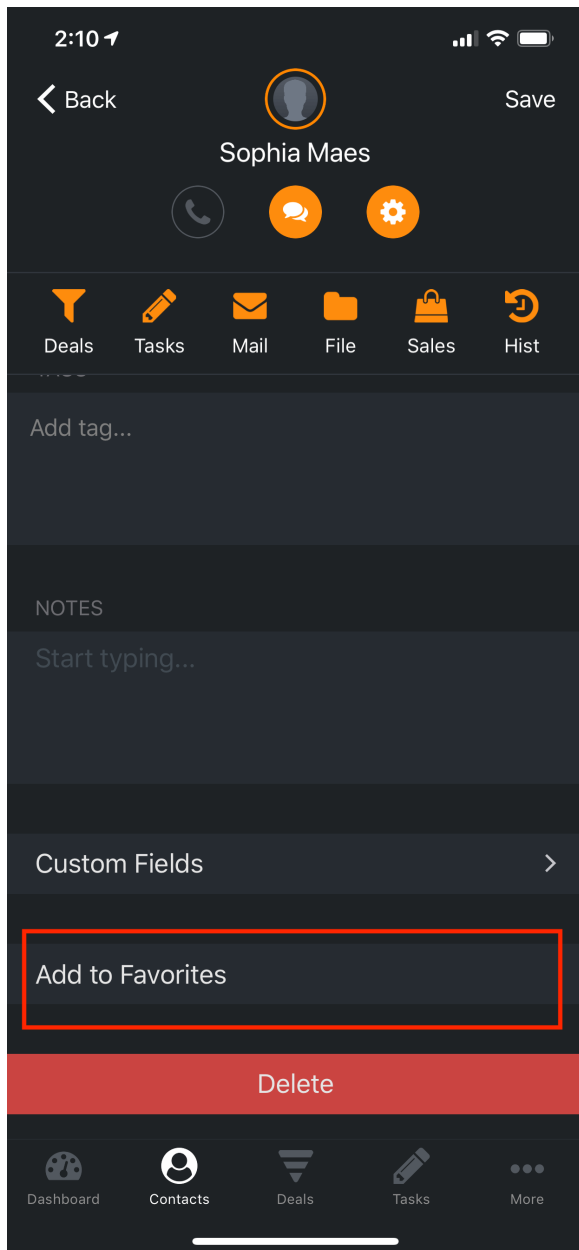 2:10
Back
Save
Sophia Maes
Deals Tasks Mail File Sales Hist
Add tag...
NOTES
Start typing...
Custom Fields
Add to Favorites
Delete
Dashboard Contacts Deals Tasks More